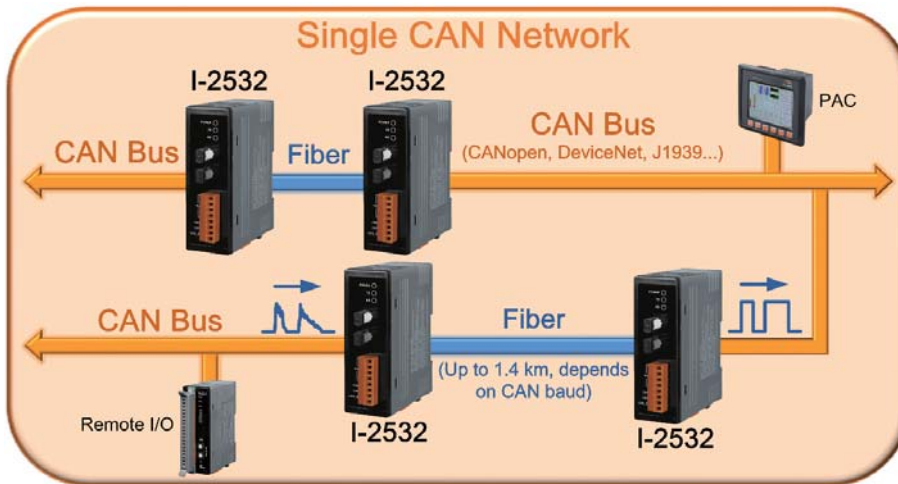 Single CAN Network
I-2532
I-2532
PAC
CAN Bus
Fiber
CAN Bus
(CANopen, DeviceNet, J1939...)
CAN Bus
Fiber
(Up to 1.4 km, depends
on CAN baud)
Remote I/O
I-2532
I-2532